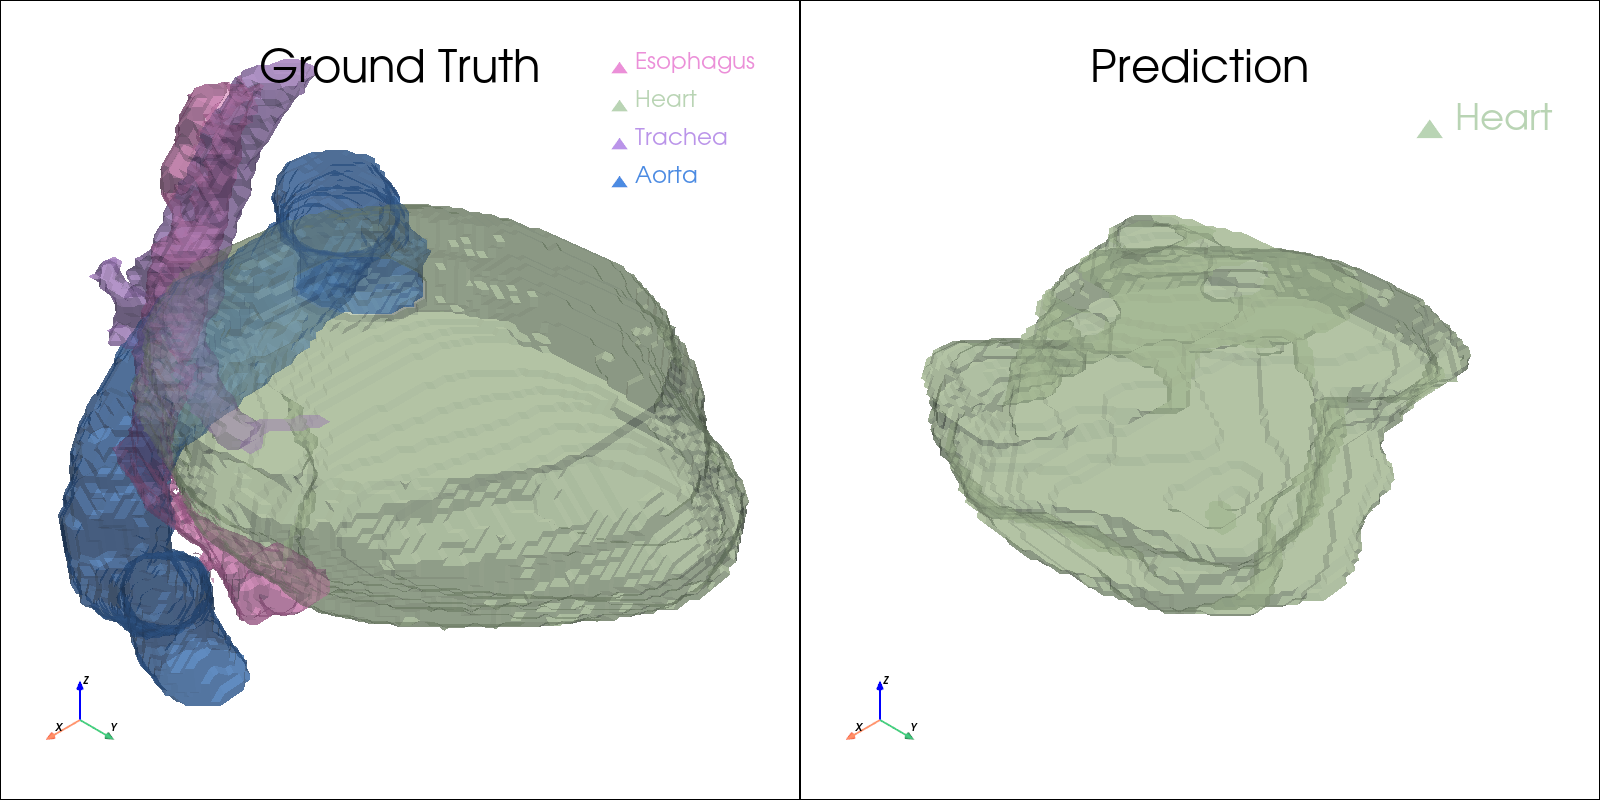 Ground Truth
Esophagus
Heart
Trachea
Aorta
Z
X
Y
Prediction
Heart
Z
X
Y